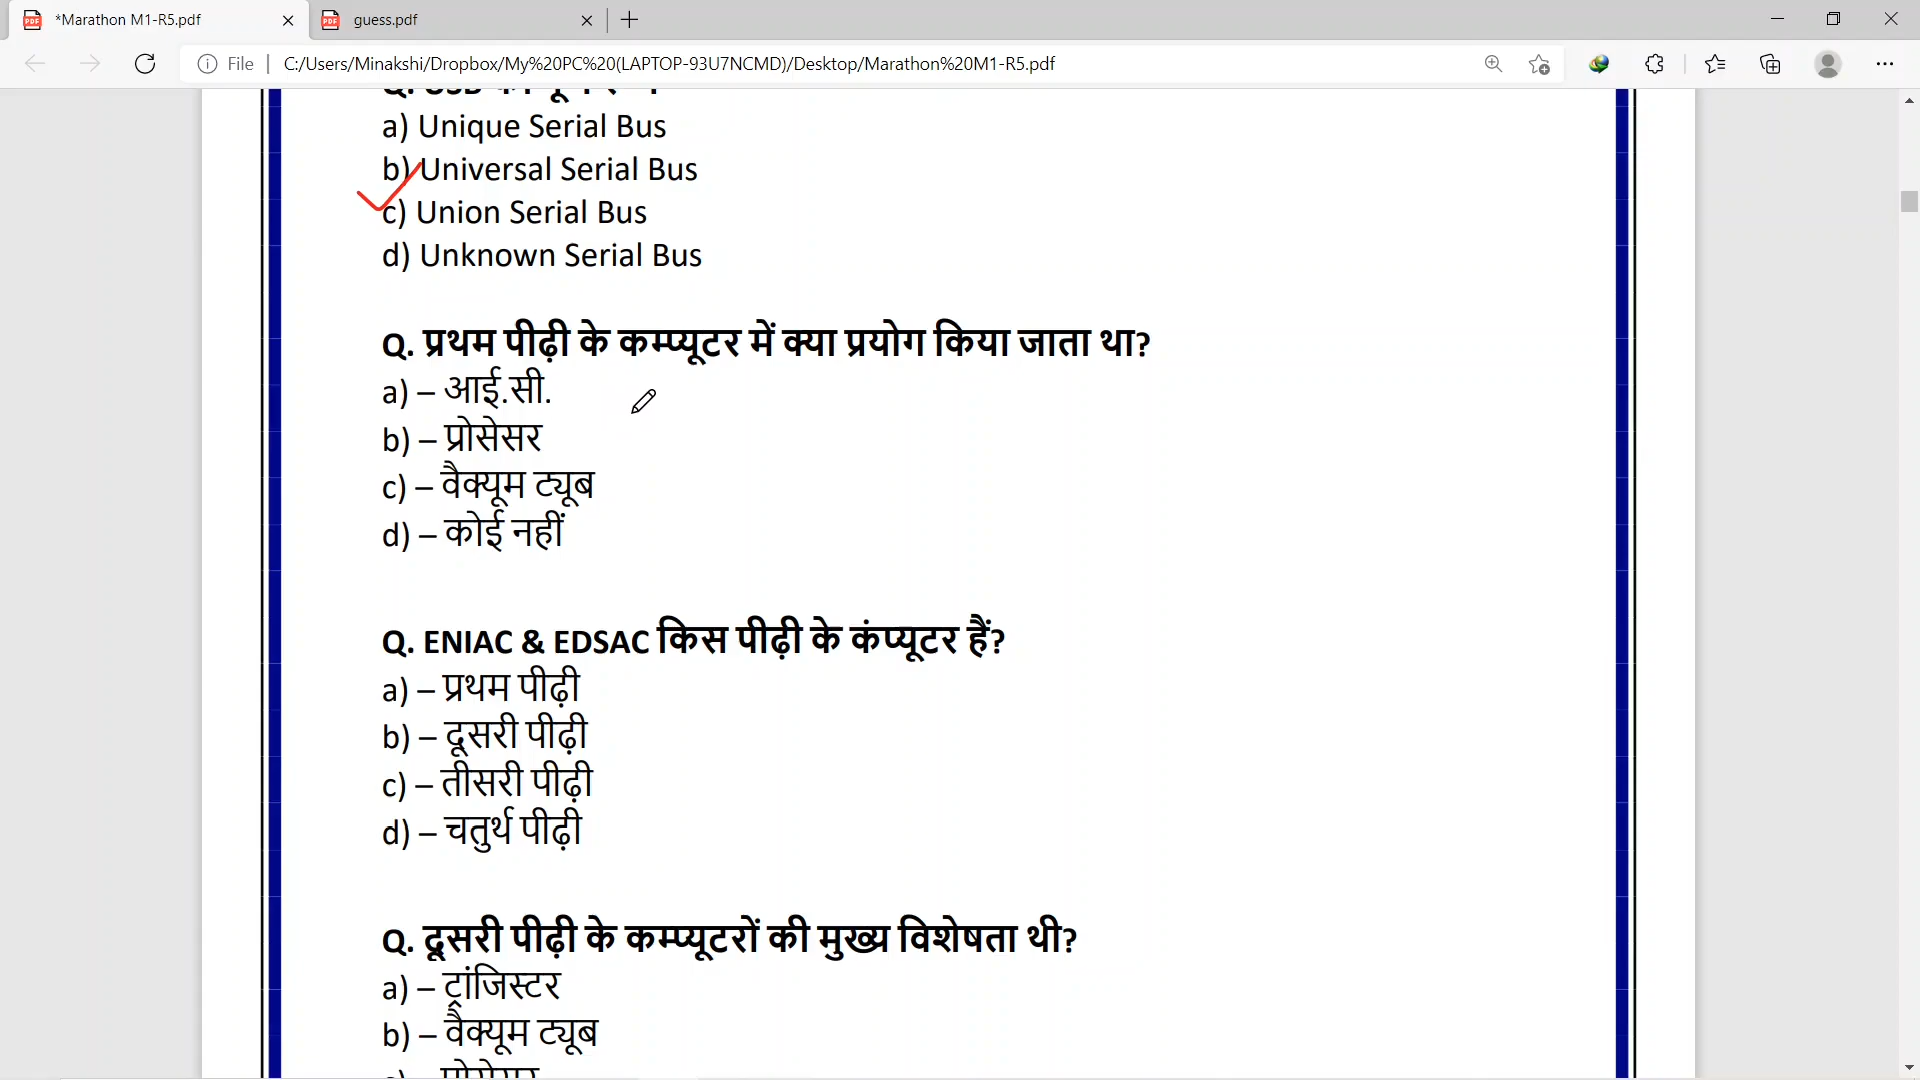 *Marathon M1-R5.pdf
guess.pdf
File
C:/Users/Minakshi/Dropbox/My%20PC%20(LAPTOP-93U7NCMD)/Desktop/Marathon%20M1-R5.pdf
a) Unique Serial Bus
b) Universal Serial Bus
c) Union Serial Bus
d) Unknown Serial Bus
Q. प्रथम पीढ़ी के कम्प्यूटर में क्या प्रयोग किया जाता था?
a) – आई.सी.
b) – प्रोसेसर
c) – वैक्यूम ट्यूब
d) – कोई नहीं
Q. ENIAC & EDSAC किस पीढ़ी के कंप्यूटर हैं?
a) – प्रथम पीढ़ी
b) – दूसरी पीढ़ी
c) – तीसरी पीढ़ी
d) – चतुर्थ पीढ़ी
Q. दूसरी पीढ़ी के कम्प्यूटरों की मुख्य विशेषता थी?
a) – ट्रांजिस्टर
b) – वैक्यूम ट्यूब